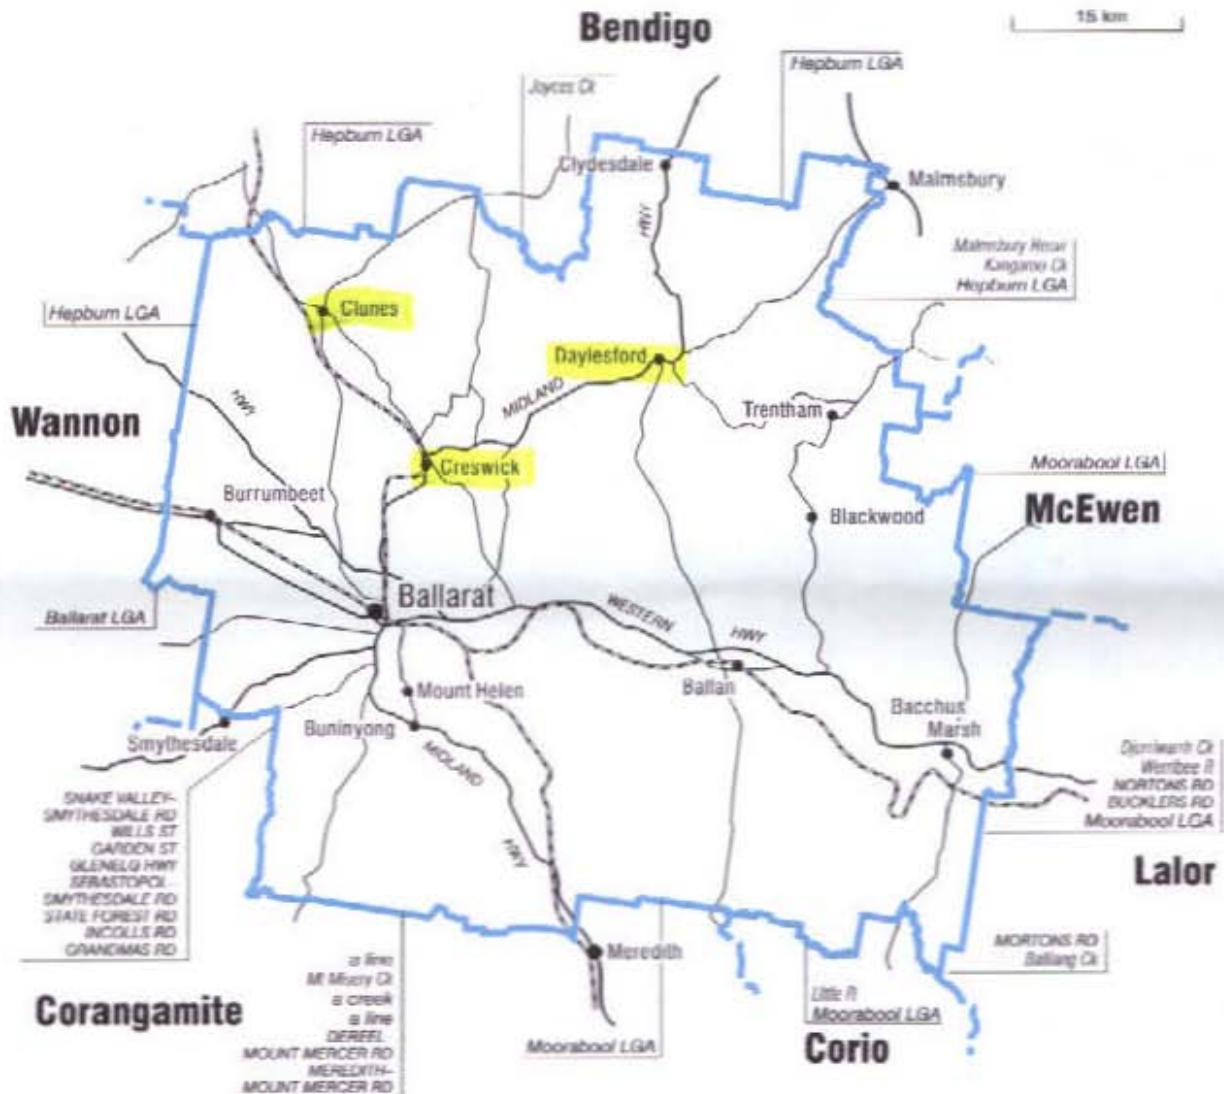 15 km
Bendigo
Hepburn LGA
Joyces Ck
Hepburn LGA
Clydesdale
Malmsbury
HWY
Malmsbury Resvr
Kangaroo Ck
Hepburn LGA
Hepburn LGA
Clunes
Daylesford
MIDLAND
HWY
Trentham
Wannon
Creswick
Moorabool LGA
Burrumbeet
Blackwood
McEwen
Ballarat
Ballarat LGA
WESTERN
HWY
Mount Helen
Ballan
Bacchus
Marsh
Smythesdale
Buninyong
MIDLAND
HWY
Djerriwarrh Ck
Werribee R
NORTONS RD
BUCKLERS RD
Moorabool LGA
SNAKE VALLEY–
SMYTHESDALE RD
WILLS ST
GARDEN ST
GLENELG HWY
SEBASTOPOL–
SMYTHESDALE RD
STATE FOREST RD
INCOLLS RD
GRANDMAS RD
Lalor
Meredith
MORTONS RD
Balliang Ck
a line
Mt Misery Ck
a creek
a line
DEREEL–
MOUNT MERCER RD
MEREDITH–
MOUNT MERCER RD
Corangamite
Moorabool LGA
Little R
Moorabool LGA
Corio